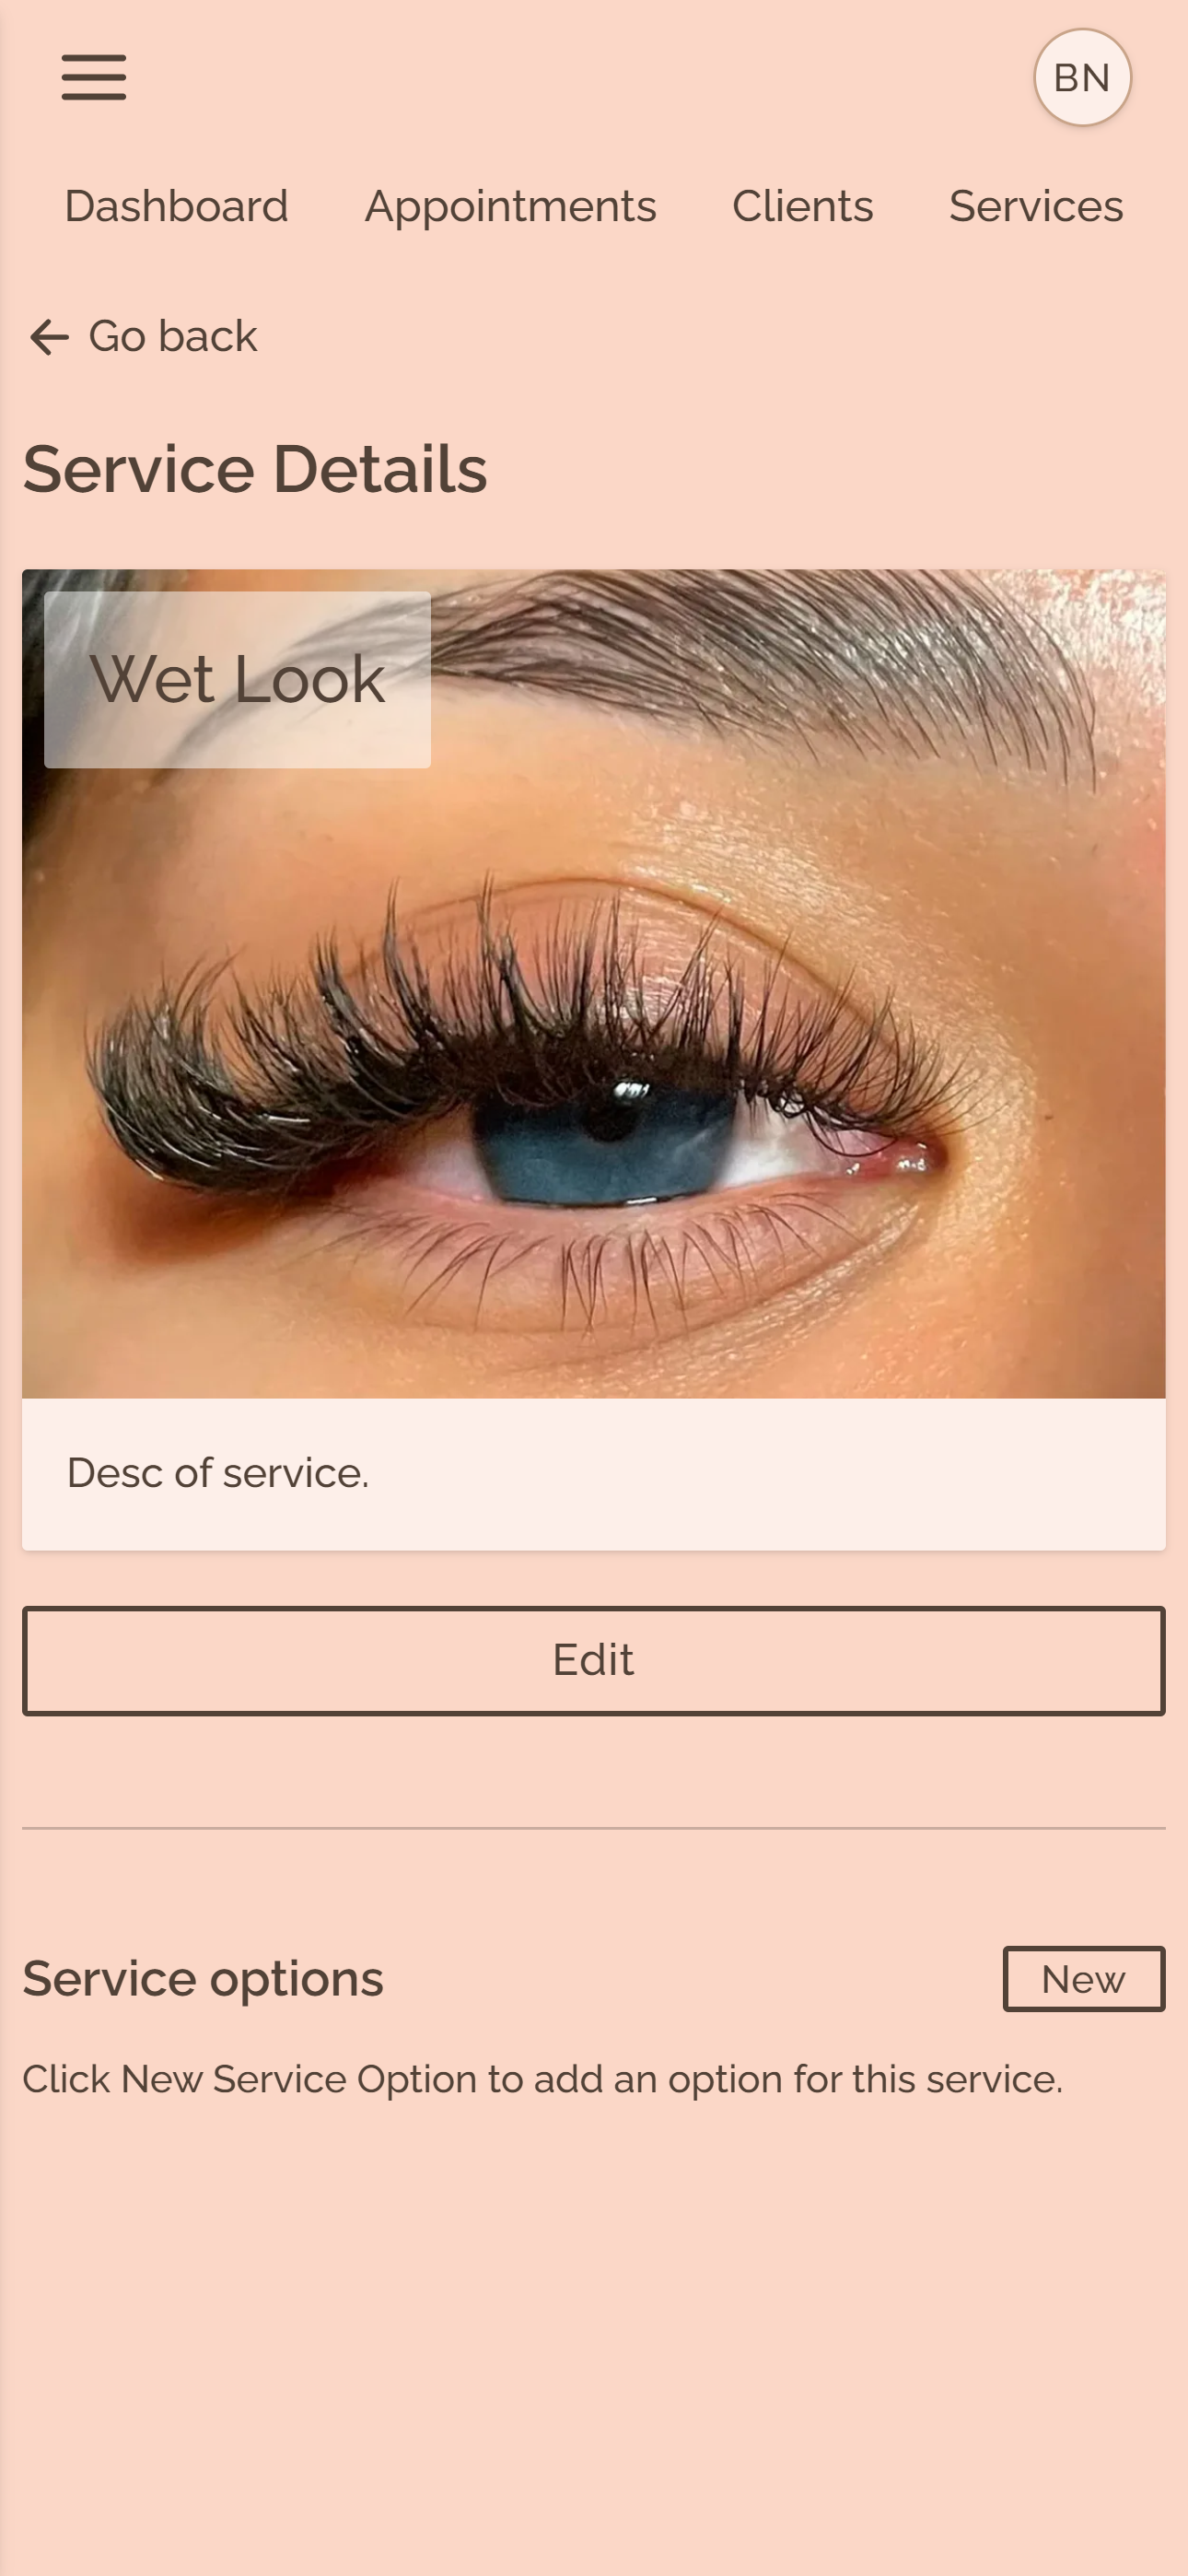 BN
Dashboard Appointments Clients Services
Go back
Service Details
Wet Look
Desc of service.
Edit
Service options New
Click New Service Option to add an option for this service.